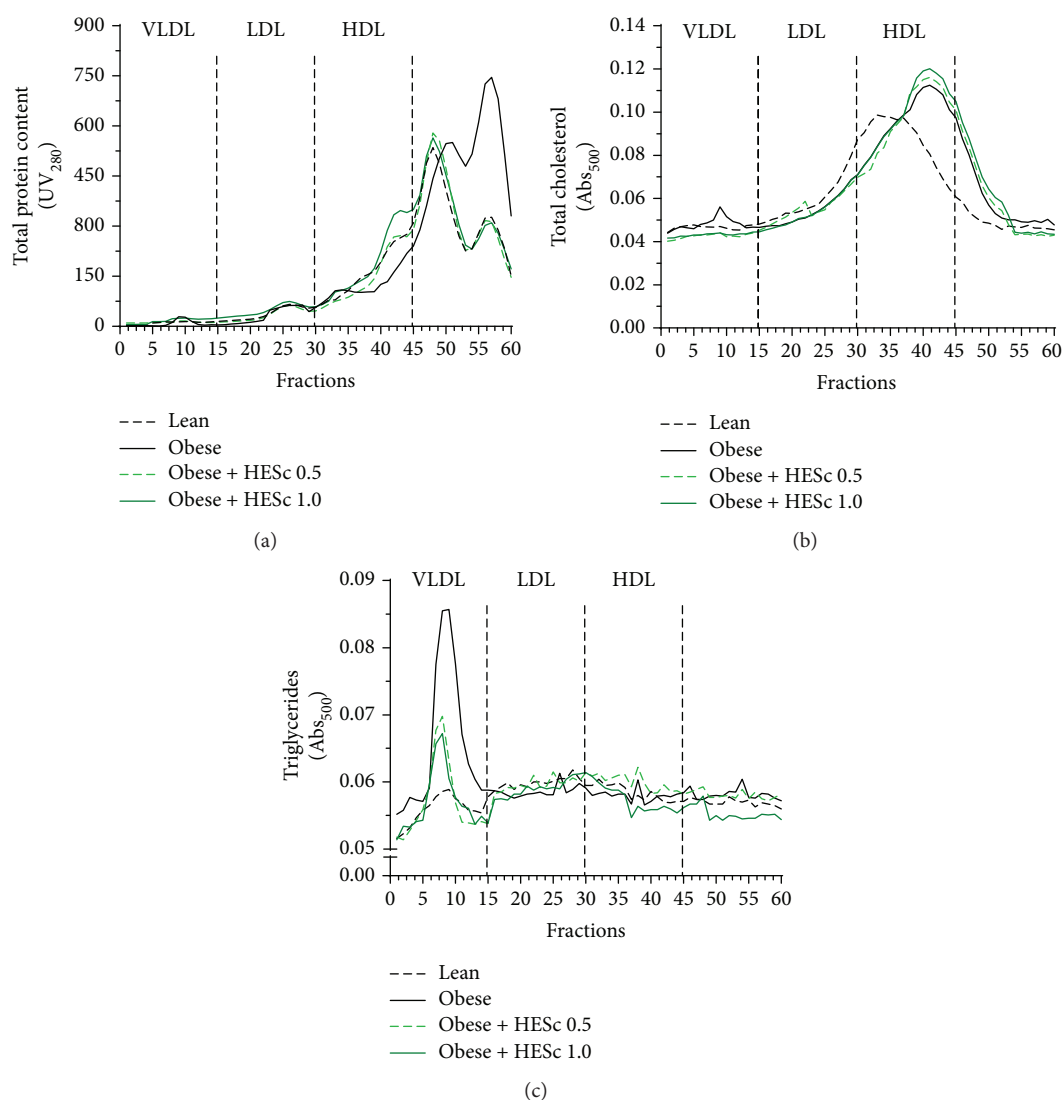 (a)
(b)
VLDL LDL HDL
Total protein content
(UV280)
900
750
600
450
800
150
0
0 5 10 15 20 25 30 35 40 45 50 55 60
Fractions
Lean
Obese
Obese + HESc 0.5
Obese + HESc 1.0
(a)
VLDL LDL HDL
Total cholesterol
(Abs500)
0.14
0.12
0.10
0.08
0.06
0.04
0.02
0.00
0 5 10 15 20 25 30 35 40 45 50 55 60
Fractions
Lean
Obese
Obese + HESc 0.5
Obese + HESc 1.0
(b)
(c)
VLDL LDL HDL
Triglycerides
(Abs500)
0.09
0.08
0.07
0.06
0.05
0.00
0 5 10 15 20 25 30 35 40 45 50 55 60
Fractions
Lean
Obese
Obese + HESc 0.5
Obese + HESc 1.0
(c)